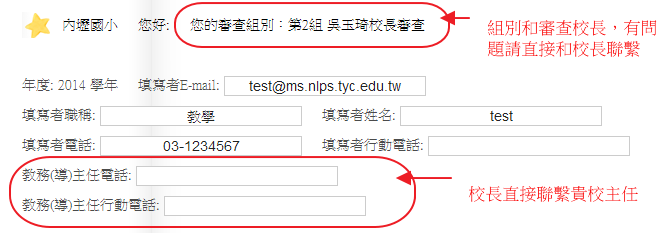 內壢國小 您好: 您的審查組別：第2組 吳玉琦校長審查
組別和審查校長，有問
題請直接和校長聯繫
年度: 2014 學年 填寫者E-mail: test@ms.nlps.tyc.edu.tw
填寫者職稱: 教學 填寫者姓名: test
填寫者電話: 03-1234567 填寫者行動電話:
教務(導)主任電話:
教務(導)主任行動電話:
校長直接聯繫貴校主任